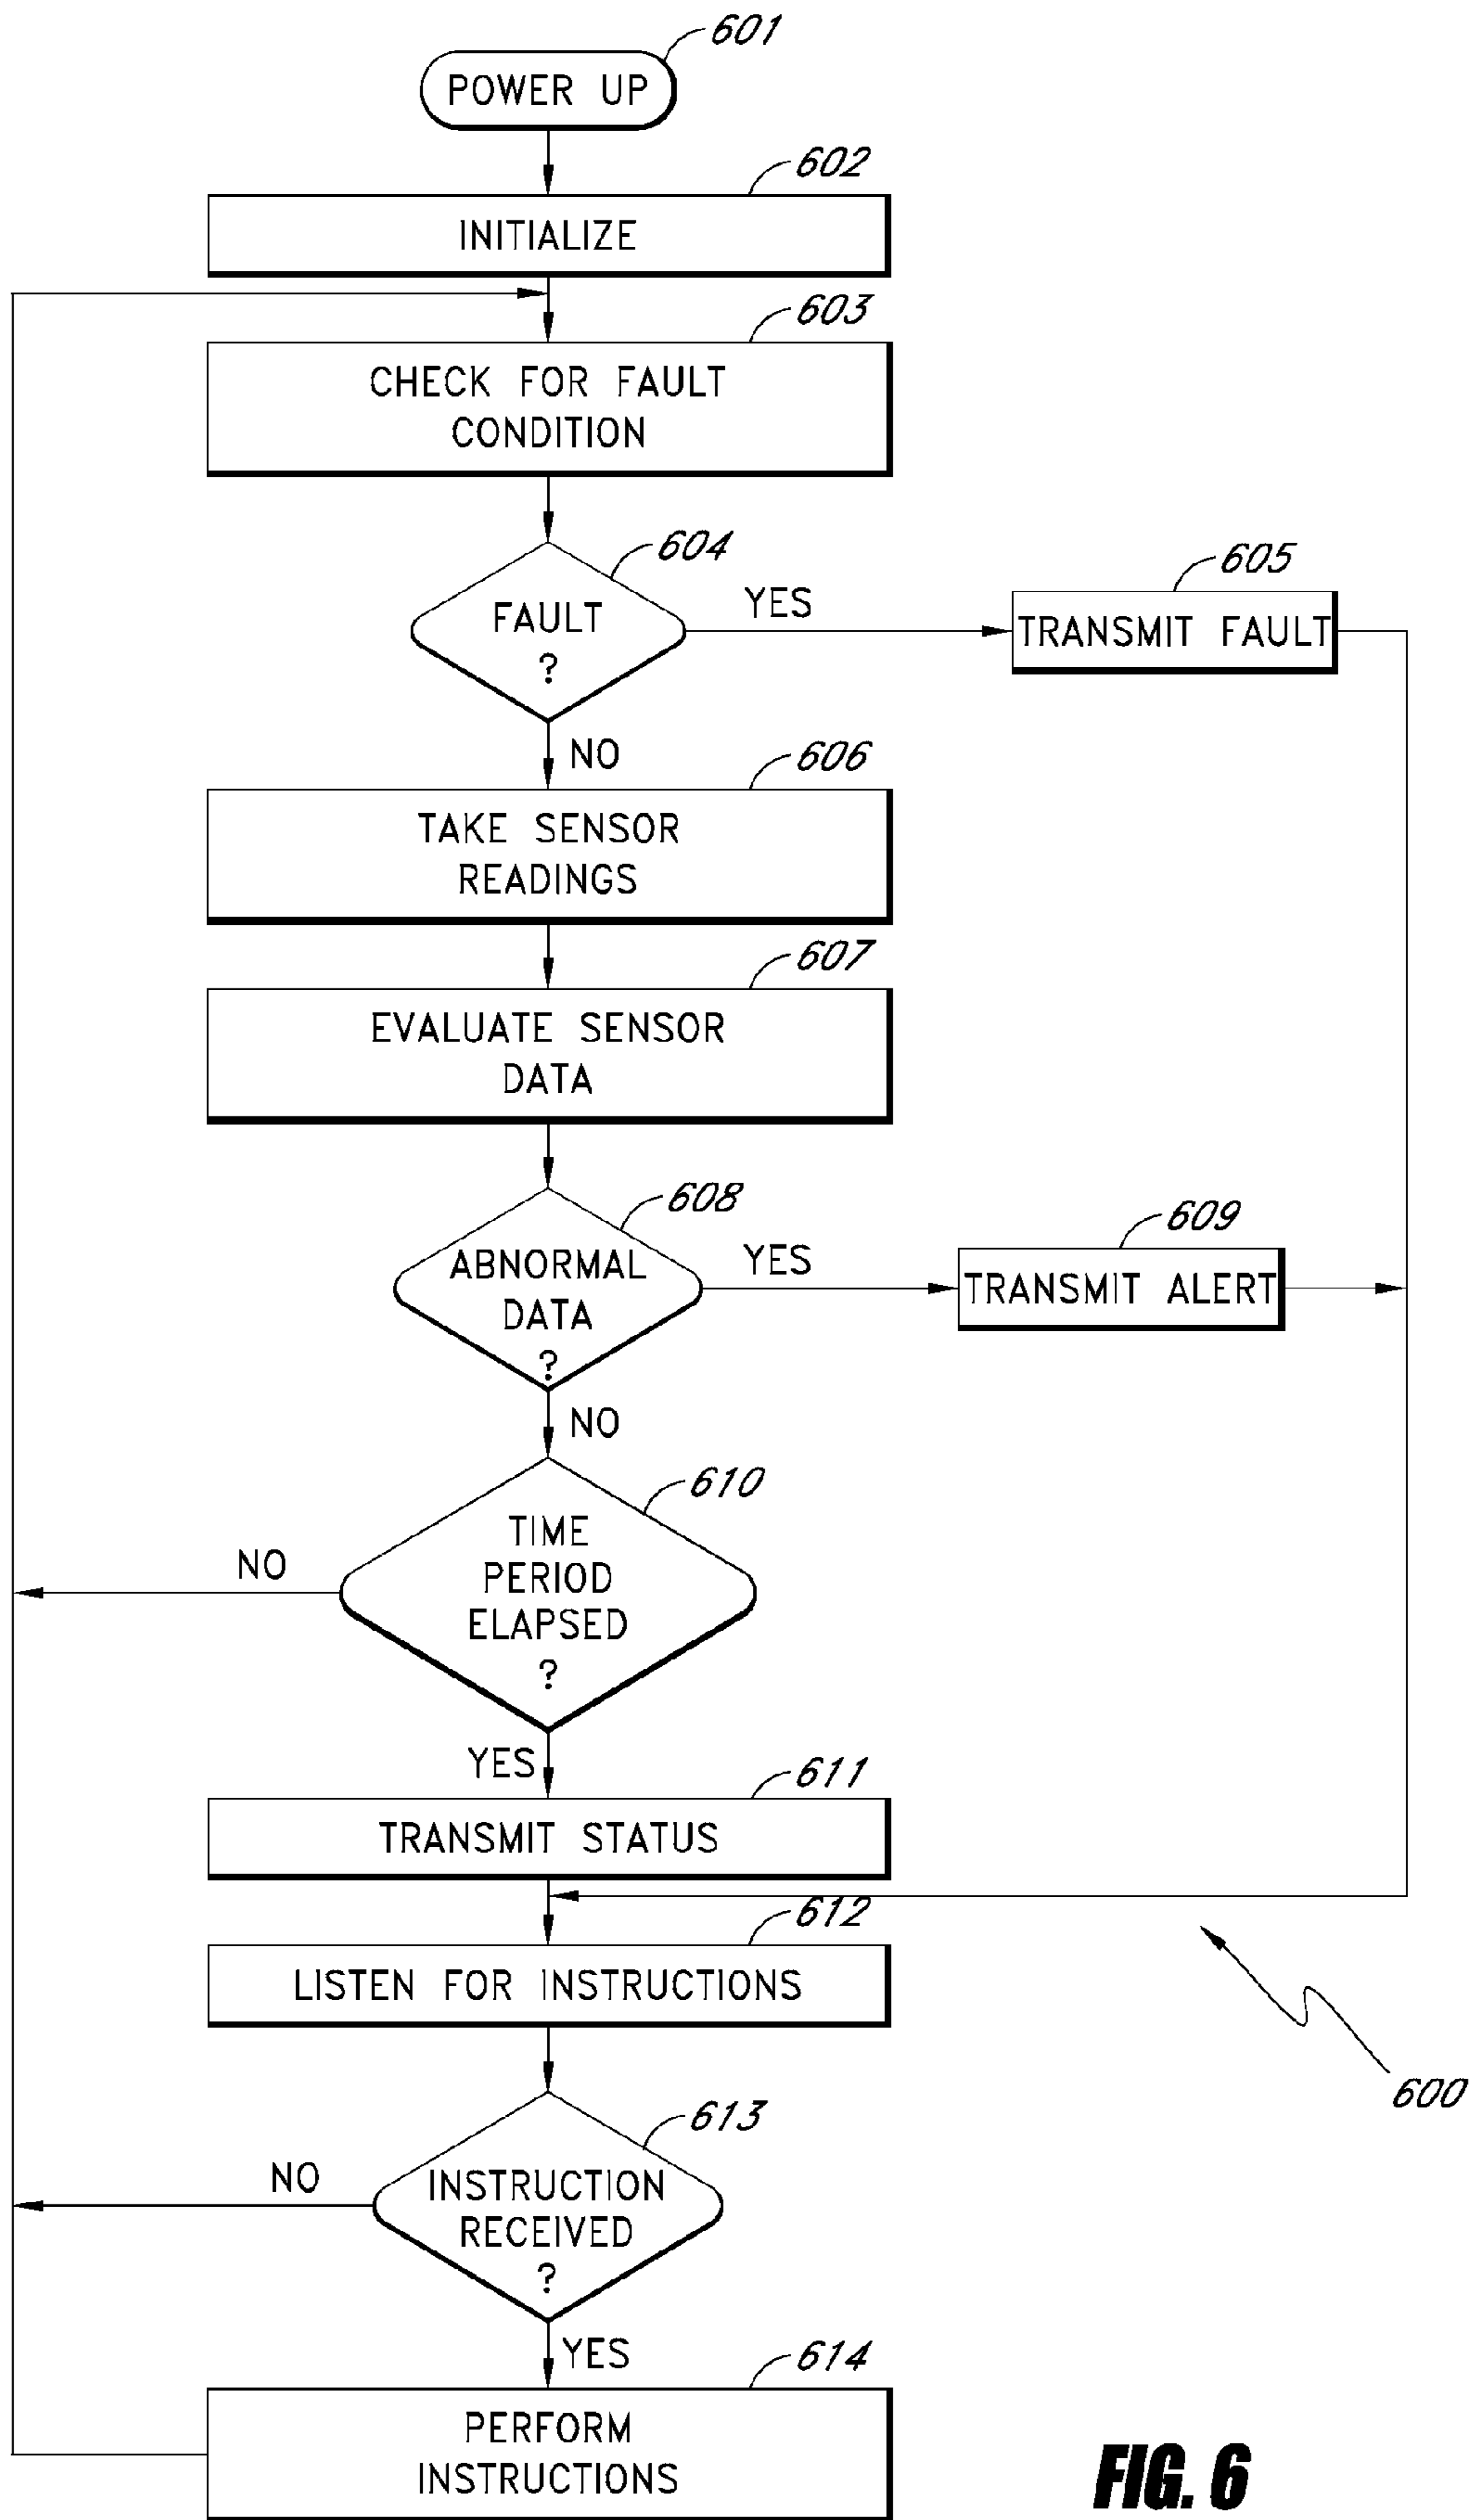 601
POWER UP
602
INITIALIZE
603
CHECK FOR FAULT
CONDITION
604
FAULT
?
YES
605
TRANSMIT FAULT
NO
606
TAKE SENSOR
READINGS
607
EVALUATE SENSOR
DATA
608
ABNORMAL
DATA
?
YES
609
TRANSMIT ALERT
NO
610
TIME
PERIOD
ELAPSED
?
NO
YES
611
TRANSMIT STATUS
612
LISTEN FOR INSTRUCTIONS
600
613
INSTRUCTION
RECEIVED
?
NO
YES
614
PERFORM
INSTRUCTIONS
FIG. 6